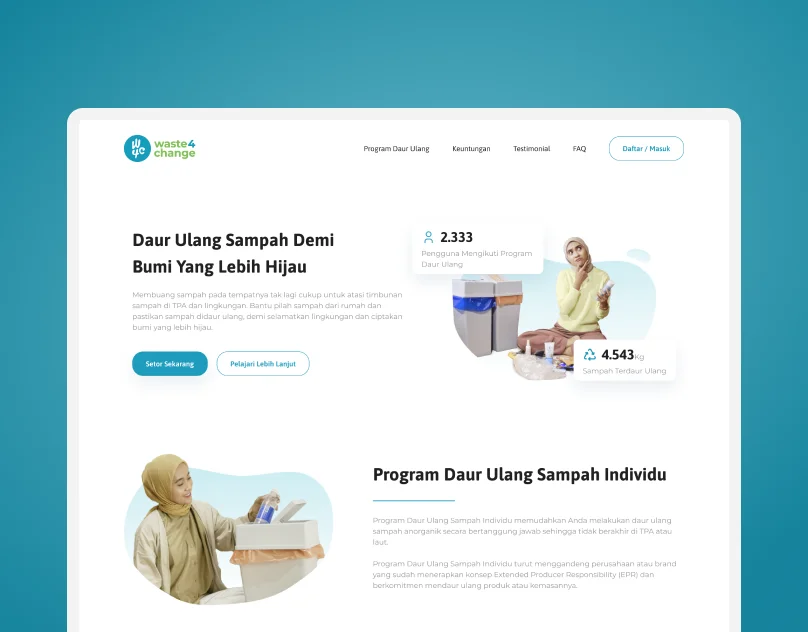 waste4
change
Program Daur Ulang
Keuntungan
Testimonial
FAQ
Daftar / Masuk
Daur Ulang Sampah Demi
Bumi Yang Lebih Hijau
Membuang sampah pada tempatnya tak lagi cukup untuk atasi timbunan
sampah di TPA dan lingkungan. Bantu pilah sampah dari rumah dan
pastikan sampah didaur ulang, demi selamatkan lingkungan dan ciptakan
bumi yang lebih hijau.
Setor Sekarang
Pelajari Lebih Lanjut
2.333
Pengguna Mengikuti Program
Daur Ulang
4.543Kg
Sampah Terdaur Ulang
Program Daur Ulang Sampah Individu
Program Daur Ulang Sampah Individu memudahkan Anda melakukan daur ulang
sampah anorganik secara bertanggung jawab sehingga tidak berakhir di TPA atau
laut.
Program Daur Ulang Sampah Individu turut menggandeng perusahaan atau brand
yang sudah menerapkan konsep Extended Producer Responsibility (EPR) dan
berkomitmen mendaur ulang produk atau kemasannya.